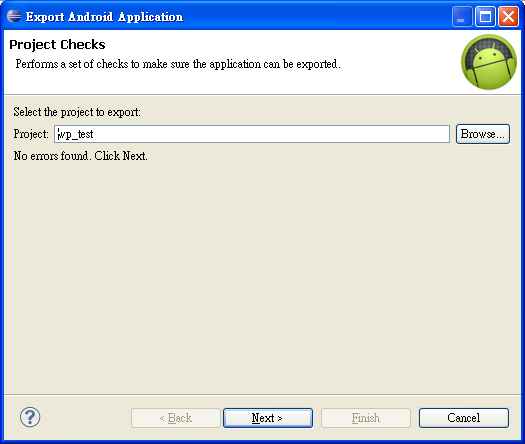 Export Android Application
Project Checks
Performs a set of checks to make sure the application can be exported.
Select the project to export:
Project: wp_test Browse...
No errors found. Click Next.
? < Back Next > Finish Cancel